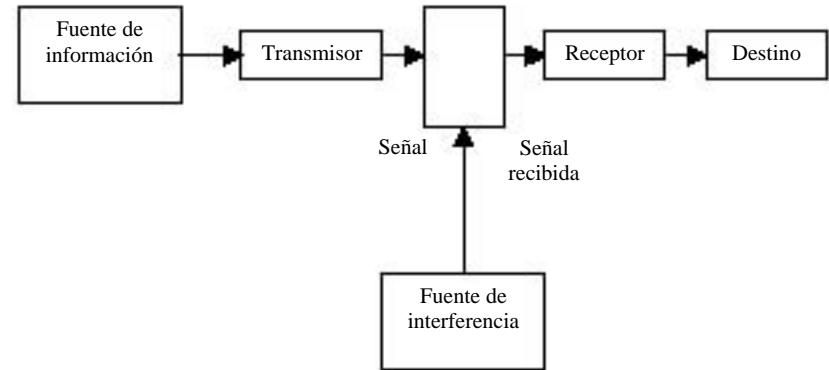 Fuente de
información
Transmisor
Receptor
Destino
Señal
Señal
recibida
Fuente de
interferencia